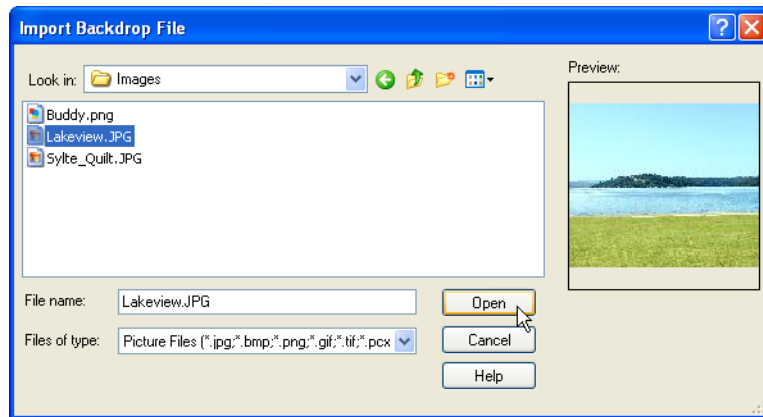 Import Backdrop File
Look in: Images
Preview:
Buddy.png
Lakeview.JPG
Sylte_Quilt.JPG
File name: Lakeview.JPG Open
Files of type: Picture Files (*.jpg;*.bmp;*.png;*.gif;*.tif;*.pcx Cancel
Help